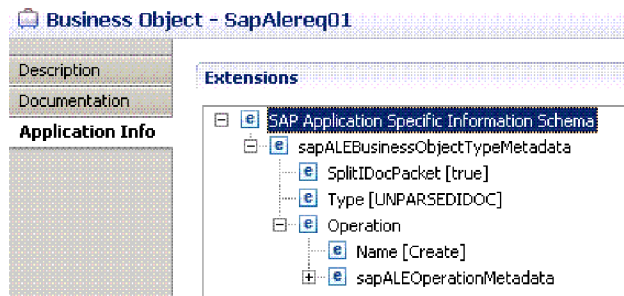 Business Object - SapAlereq01
Description
Documentation
Application Info
Extensions
SAP Application Specific Information Schema
sapALEBusinessObjectTypeMetadata
SplitIDocPacket [true]
Type [UNPARSEDIDOC]
Operation
Name [Create]
sapALEOperationMetadata